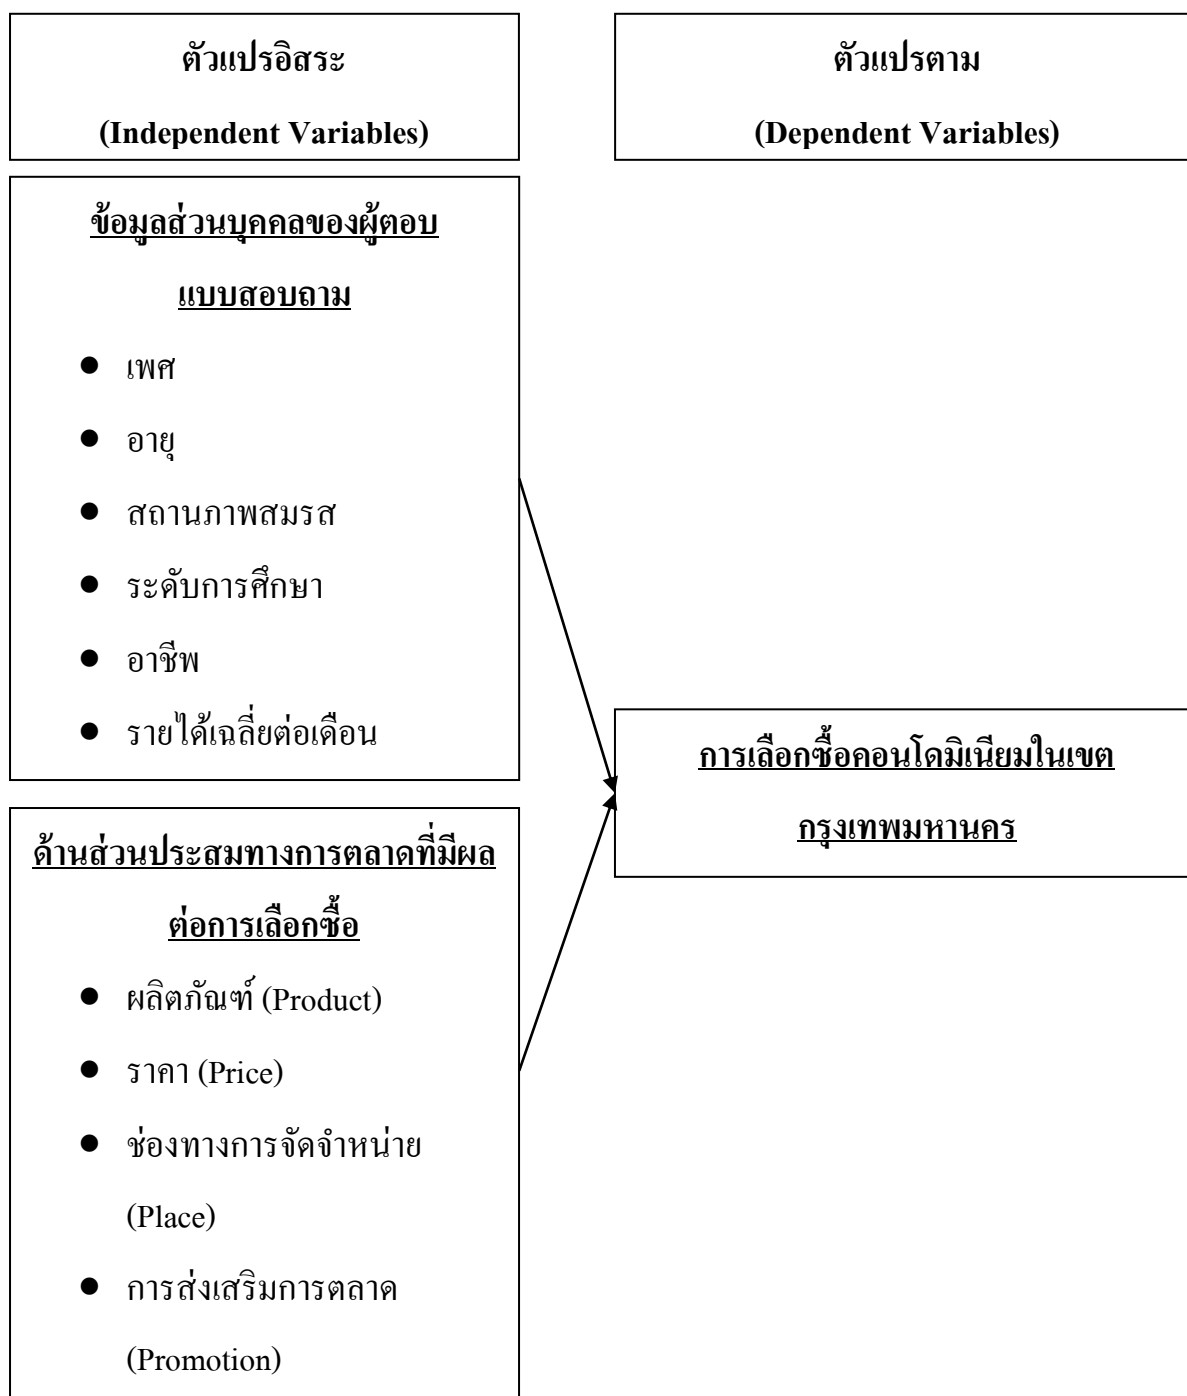 ตัวแปรอิสระ
(Independent Variables)
ตัวแปรตาม
(Dependent Variables)
ข้อมูลส่วนบุคคลของผู้ตอบ
แบบสอบถาม
● เพศ
● อายุ
● สถานภาพสมรส
● ระดับการศึกษา
● อาชีพ
● รายได้เฉลี่ยต่อเดือน
ด้านส่วนประสมทางการตลาดที่มีผล
ต่อการเลือกซื้อ
● ผลิตภัณฑ์ (Product)
● ราคา (Price)
● ช่องทางการจัดจำหน่าย
(Place)
● การส่งเสริมการตลาด
(Promotion)
การเลือกซื้อคอนโดมิเนียมในเขต
กรุงเทพมหานคร